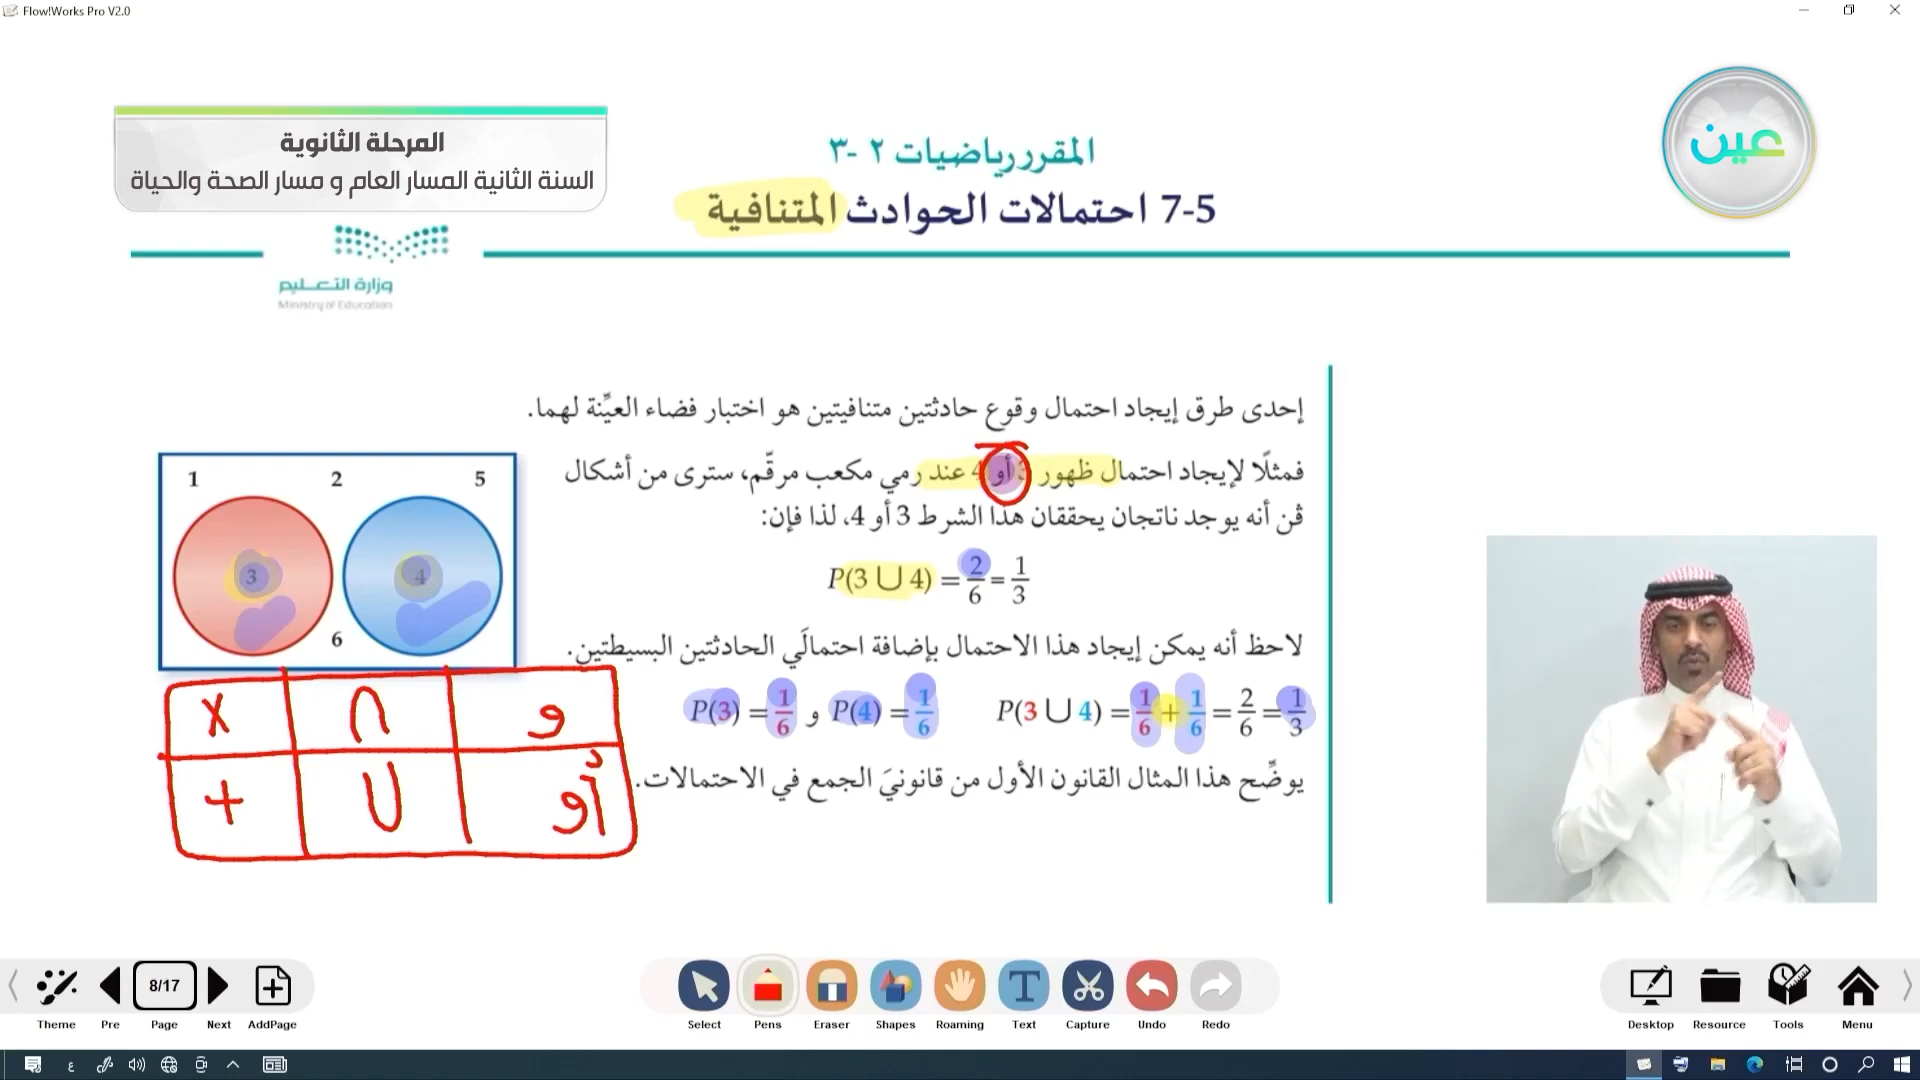 Flow!Works Pro V2.0
المرحلة الثانوية
السنة الثانية المسار العام و مسار الصحة والحياة
المقرر رياضيات ٢ -٣
7-5 احتمالات الحوادث المتنافية
عين
وزارة التعليم
Ministry of Education
إحدى طرق إيجاد احتمال وقوع حادثتين متنافيتين هو اختبار فضاء العيِّنة لهما.
فمثلًا لإيجاد احتمال ظهور 3 أو 4 عند رمي مكعب مرقّم، سترى من أشكال
ڤن أنه يوجد ناتجان يحققان هذا الشرط 3 أو 4، لذا فإن:
P(3 ∪ 4) = 2/6 = 1/3
لاحظ أنه يمكن إيجاد هذا الاحتمال بإضافة احتمالَي الحادثتين البسيطتين.
P(3) = 1/6 و P(4) = 1/6 P(3 ∪ 4) = 1/6 + 1/6 = 2/6 = 1/3
يوضِّح هذا المثال القانون الأول من قانونيَ الجمع في الاحتمالات.
1 2 5
3 4
6
و ∩ ×
أو ∪ +
8/17
Theme Pre Page Next AddPage
Select Pens Eraser Shapes Roaming Text Capture Undo Redo
Desktop Resource Tools Menu
ع